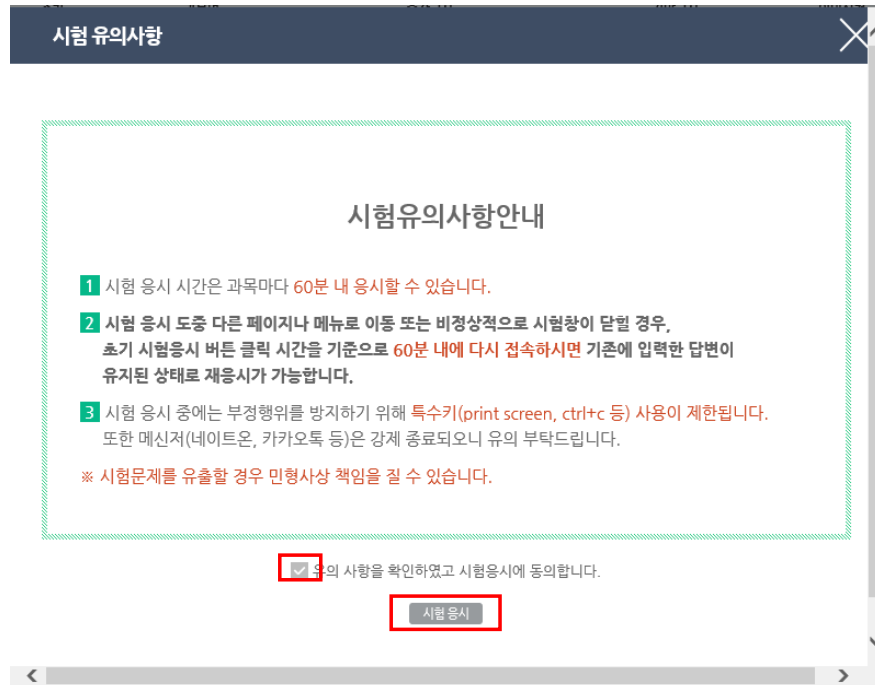 시험 유의사항
시험유의사항안내
1 시험 응시 시간은 과목마다 60분 내 응시할 수 있습니다.
2 시험 응시 도중 다른 페이지나 메뉴로 이동 또는 비정상적으로 시험창이 닫힐 경우,
초기 시험응시 버튼 클릭 시간을 기준으로 60분 내에 다시 접속하시면 기존에 입력한 답변이
유지된 상태로 재응시가 가능합니다.
3 시험 응시 중에는 부정행위를 방지하기 위해 특수키(print screen, ctrl+c 등) 사용이 제한됩니다.
또한 메신저(네이트온, 카카오톡 등)은 강제 종료되오니 유의 부탁드립니다.
※ 시험문제를 유출할 경우 민형사상 책임을 질 수 있습니다.
유의 사항을 확인하였고 시험응시에 동의합니다.
시험 응시